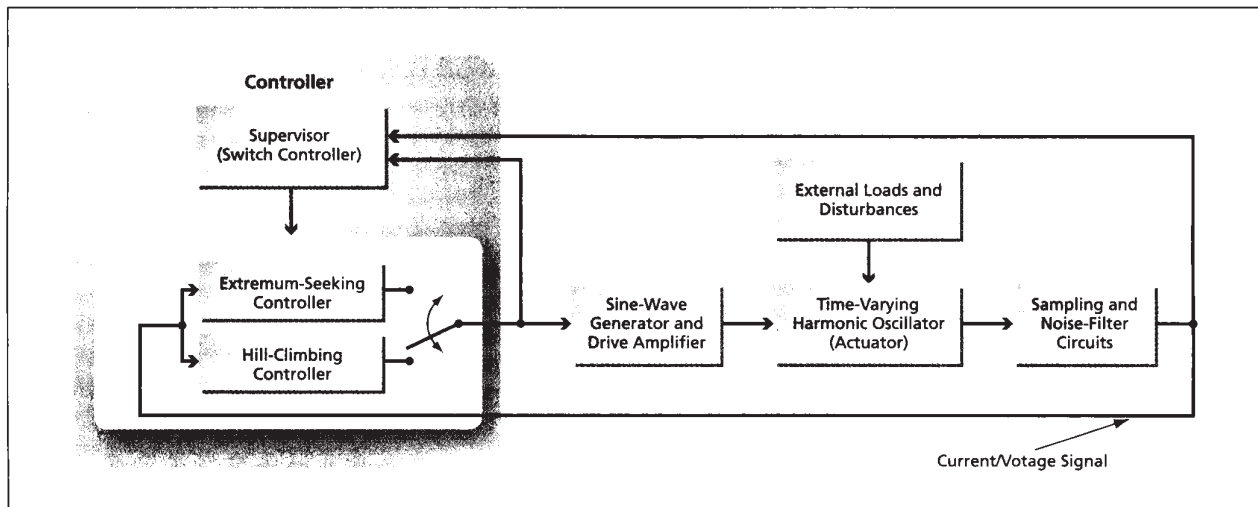 Controller
Supervisor
(Switch Controller)
External Loads and
Disturbances
Extremum-Seeking
Controller
Hill-Climbing
Controller
Sine-Wave
Generator and
Drive Amplifier
Time-Varying
Harmonic Oscillator
(Actuator)
Sampling and
Noise-Filter
Circuits
Current/Votage Signal